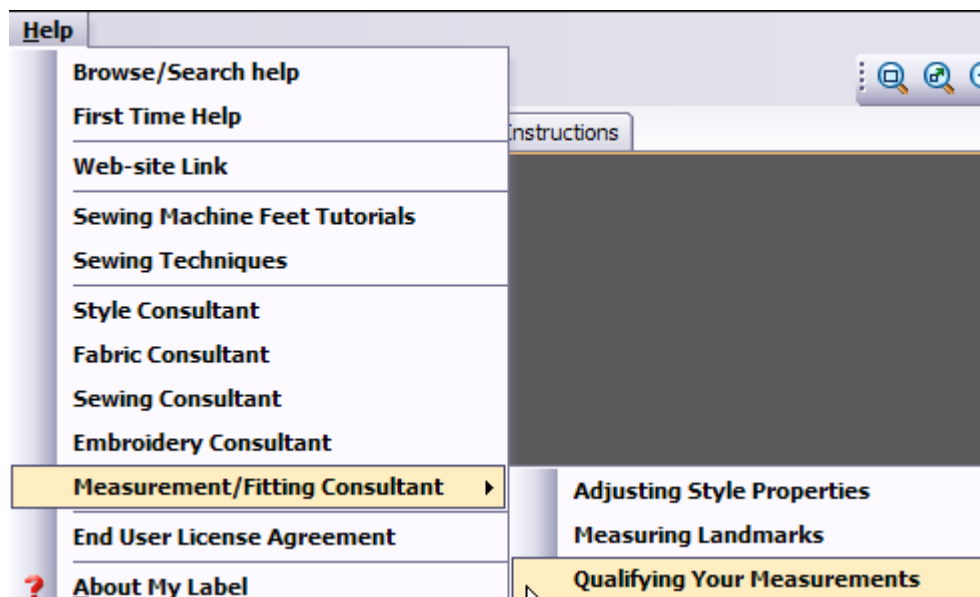 Help
Browse/Search help
First Time Help
Instructions
Web-site Link
Sewing Machine Feet Tutorials
Sewing Techniques
Style Consultant
Fabric Consultant
Sewing Consultant
Embroidery Consultant
Measurement/Fitting Consultant
Adjusting Style Properties
End User License Agreement
Measuring Landmarks
About My Label
Qualifying Your Measurements